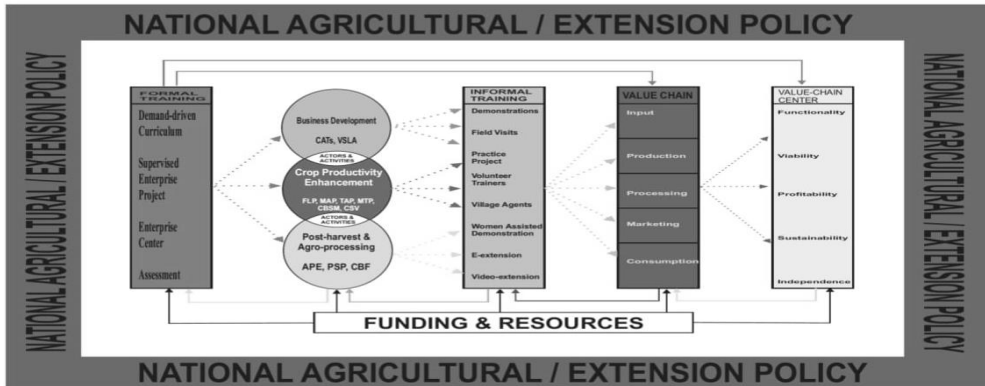 NATIONAL AGRICULTURAL / EXTENSION POLICY
NATIONAL AGRICULTURAL / EXTENSION POLICY
FORMAL
TRAINING
Demand-driven
Curriculum
Supervised
Enterprise
Project
Enterprise
Center
Assessment
Business Development
CATs, VSLA
ACTORS &
ACTIVITIES
Crop Productivity
Enhancement
FLP, MAP, TAP, MTP,
CBSM, CSV
ACTORS &
ACTIVITIES
Post-harvest &
Agro-processing
APE, PSP, CBF
INFORMAL
TRAINING
Demonstrations
Field Visits
Practice
Project
Volunteer
Trainers
Village Agents
Women Assisted
Demonstration
E-extension
Video-extension
VALUE CHAIN
Input
Production
Processing
Marketing
Consumption
VALUE-CHAIN
CENTER
Functionality
Viability
Profitability
Sustainability
Independence
NATIONAL AGRICULTURAL / EXTENSION POLICY
FUNDING & RESOURCES
NATIONAL AGRICULTURAL / EXTENSION POLICY